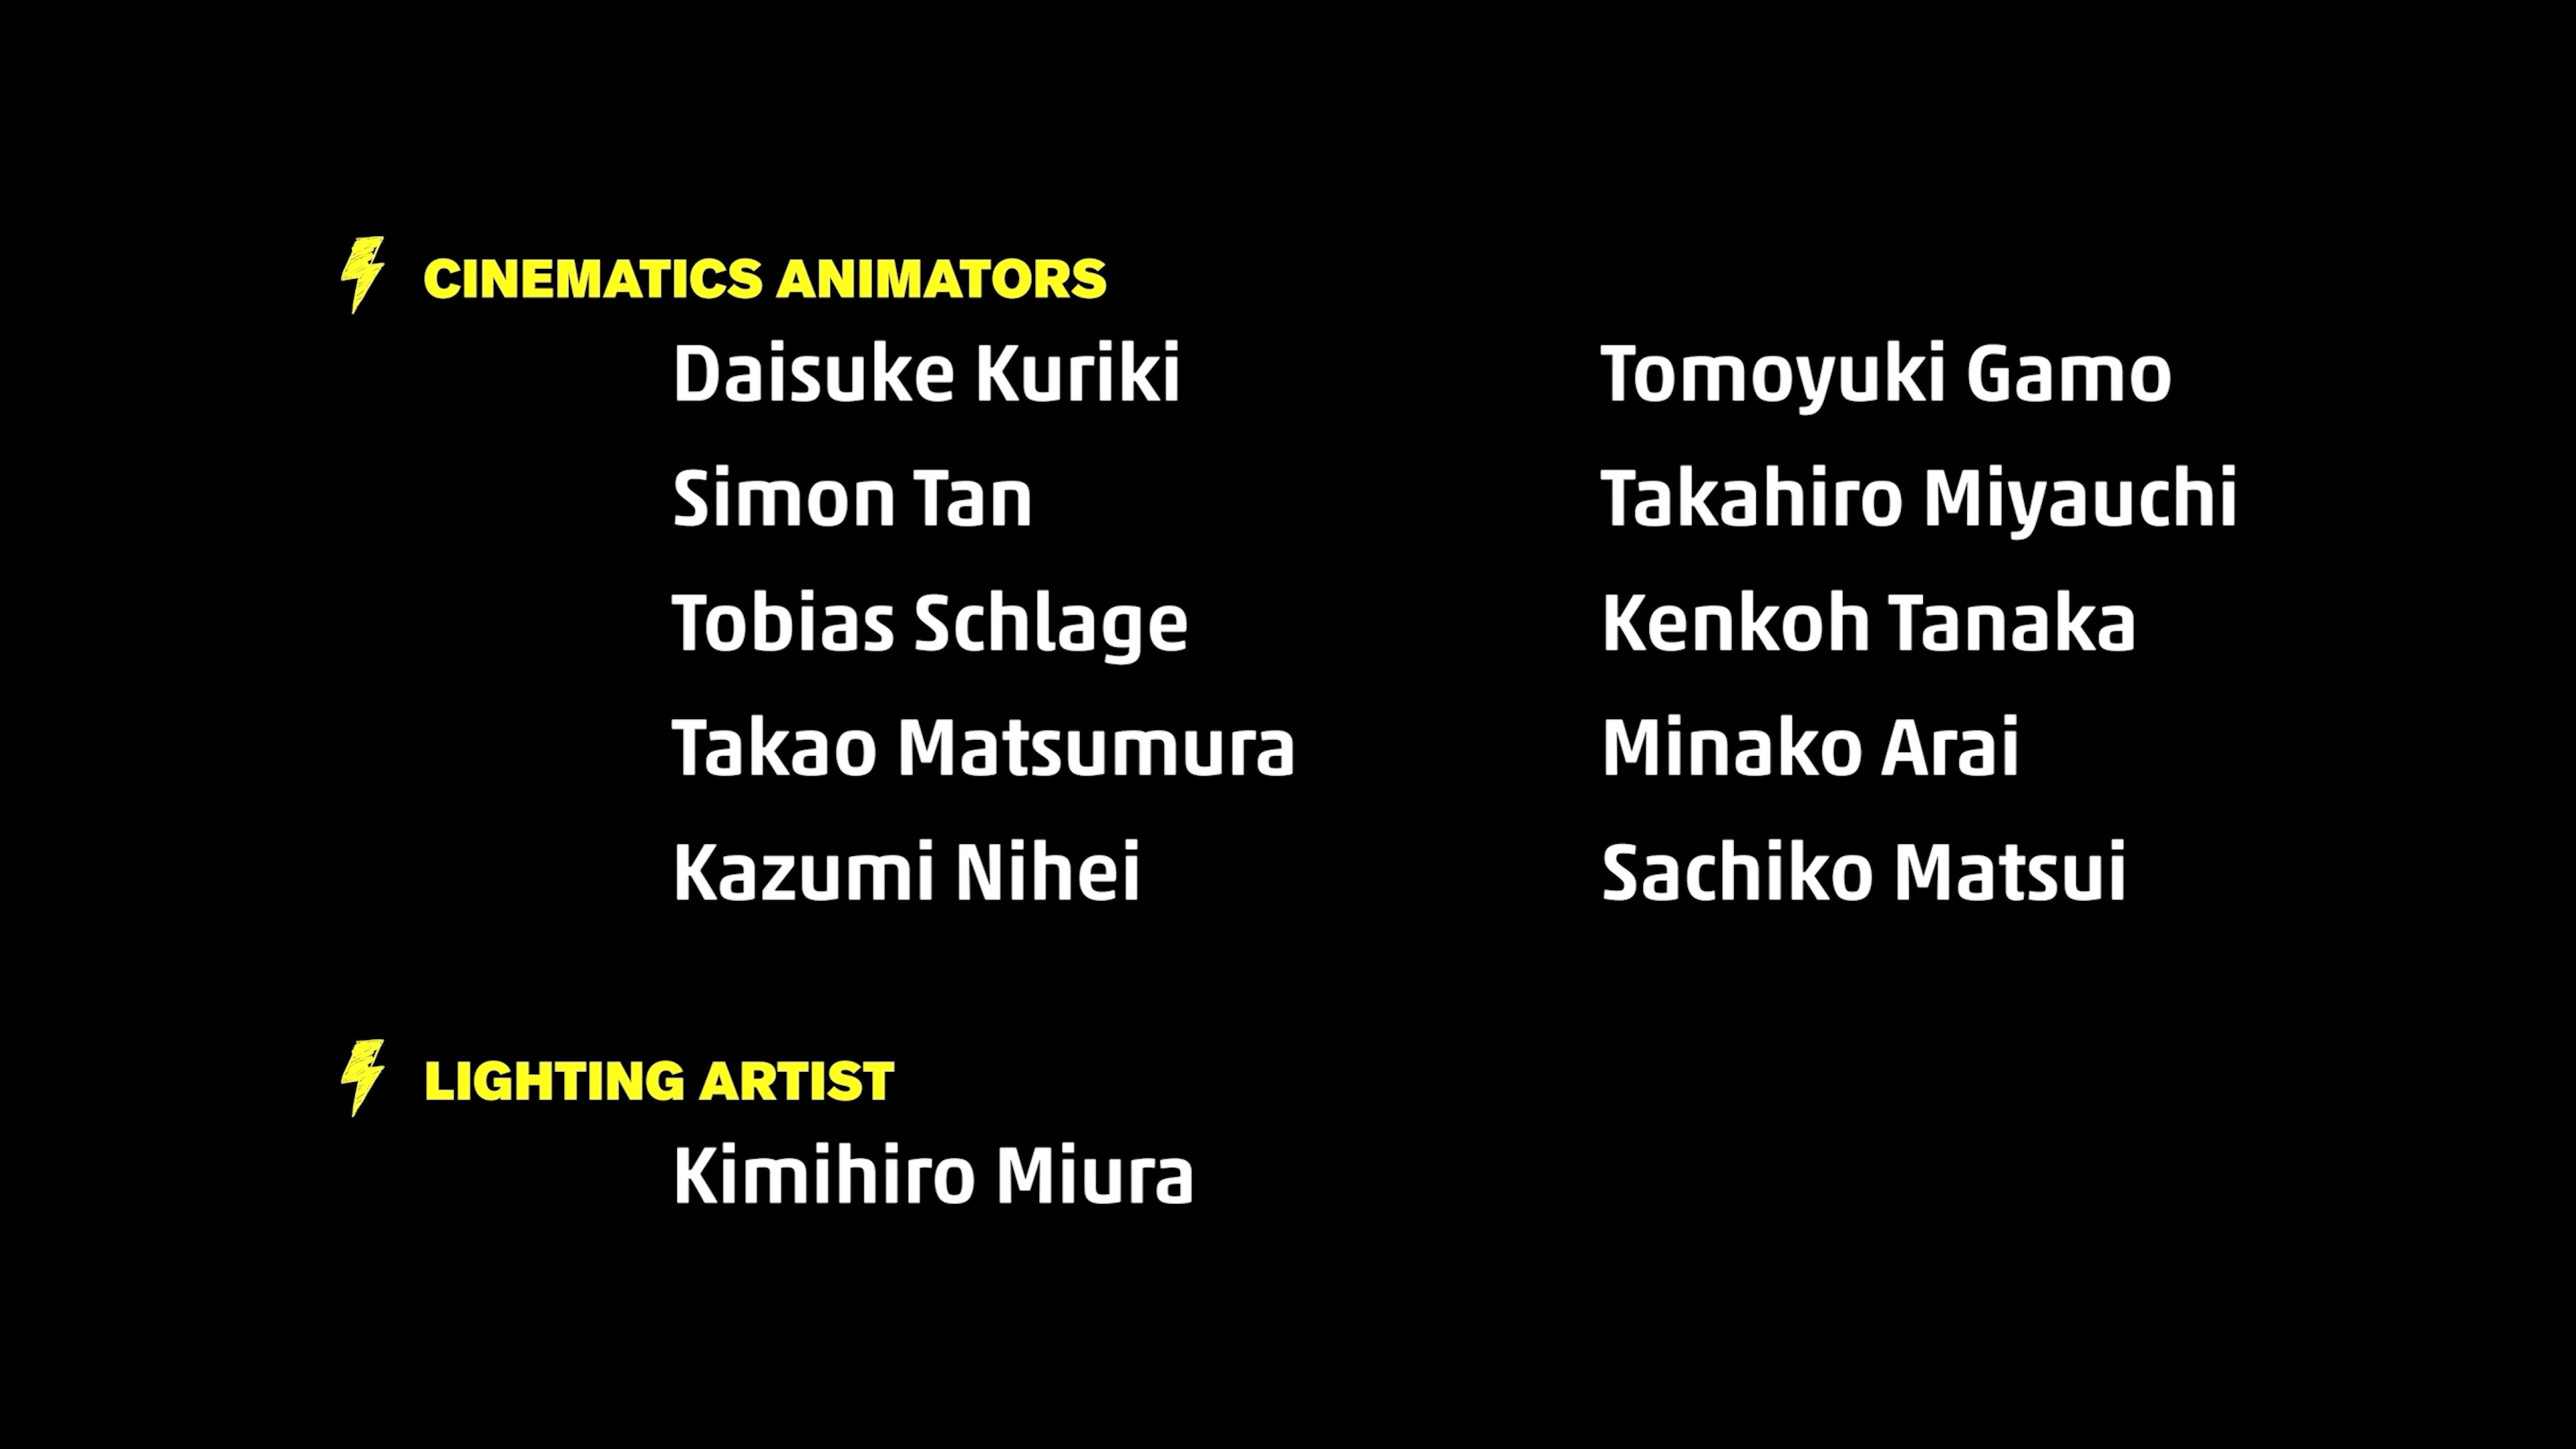 CINEMATICS ANIMATORS
Daisuke Kuriki Tomoyuki Gamo
Simon Tan Takahiro Miyauchi
Tobias Schlage Kenkoh Tanaka
Takao Matsumura Minako Arai
Kazumi Nihei Sachiko Matsui
LIGHTING ARTIST
Kimihiro Miura